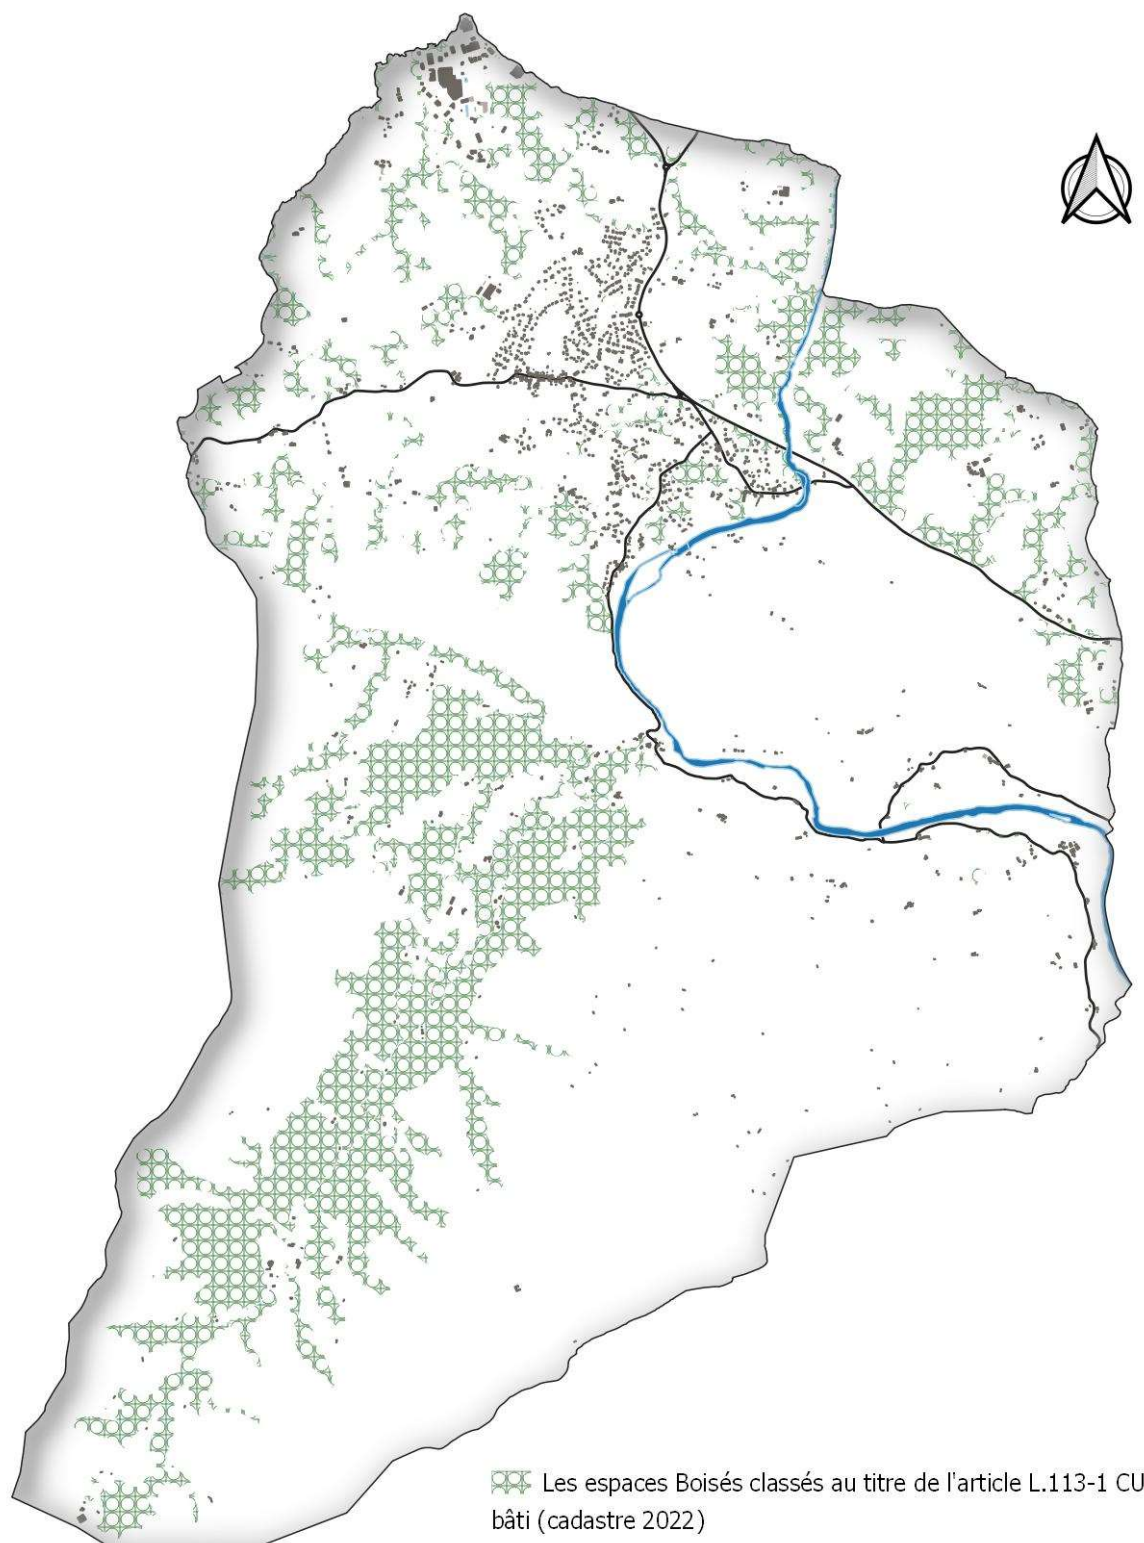 Les espaces Boisés classés au titre de l'article L.113-1 CU
bâti (cadastre 2022)